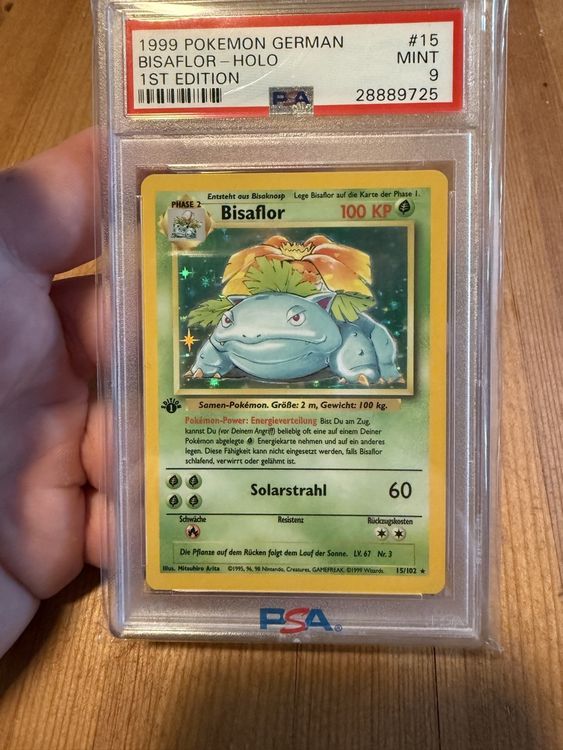 1999 POKEMON GERMAN #15
BISAFLOR - HOLO MINT
1ST EDITION 9
28889725
PSA
Entsteht aus Bisaknosp Lege Bisaflor auf die Karte der Phase 1.
PHASE 2
Bisaflor 100 KP
EDITION 1
Samen-Pokémon. Größe: 2 m, Gewicht: 100 kg.
Pokémon-Power: Energieverteilung Bist Du am Zug,
kannst Du (vor Deinem Angriff) beliebig oft eine auf einem Deiner
Pokémon abgelegte Energiekarte nehmen und auf ein anderes
legen. Diese Fähigkeit kann nicht eingesetzt werden, falls Bisaflor
schlafend, verwirrt oder gelähmt ist.
Solarstrahl 60
Schwäche Resistenz Rückzugskosten
Die Pflanze auf dem Rücken folgt dem Lauf der Sonne. LV. 67 Nr. 3
Illus. Mitsuhiro Arita ©1995, 96, 98 Nintendo, Creatures, GAMEFREAK. ©1999 Wizards. 15/102 ★
PSA®